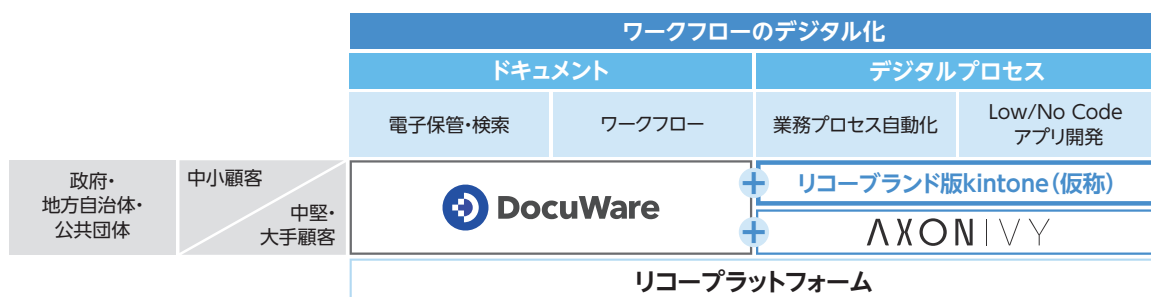 ワークフローのデジタル化
ドキュメント
デジタルプロセス
電子保管・検索
ワークフロー
業務プロセス自動化
Low/No Code
アプリ開発
政府・
地方自治体・
公共団体
中小顧客
中堅・
大手顧客
DocuWare
+
リコーブランド版kintone(仮称)
+
AXONIVY
リコープラットフォーム